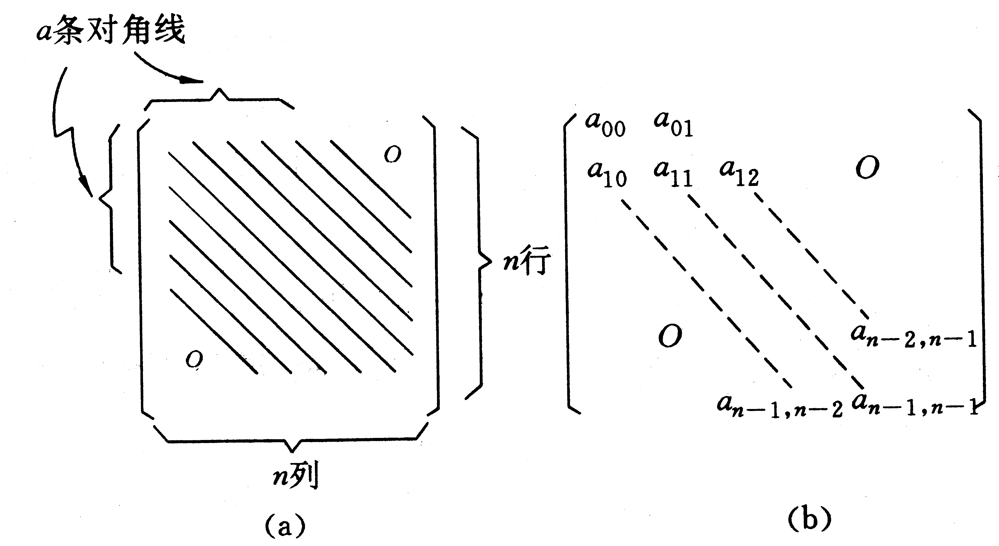 a条对角线
O
O
n行
n列
(a)
a00 a01
a10 a11 a12
O
O
an-2,n-1
an-1,n-2 an-1,n-1
(b)